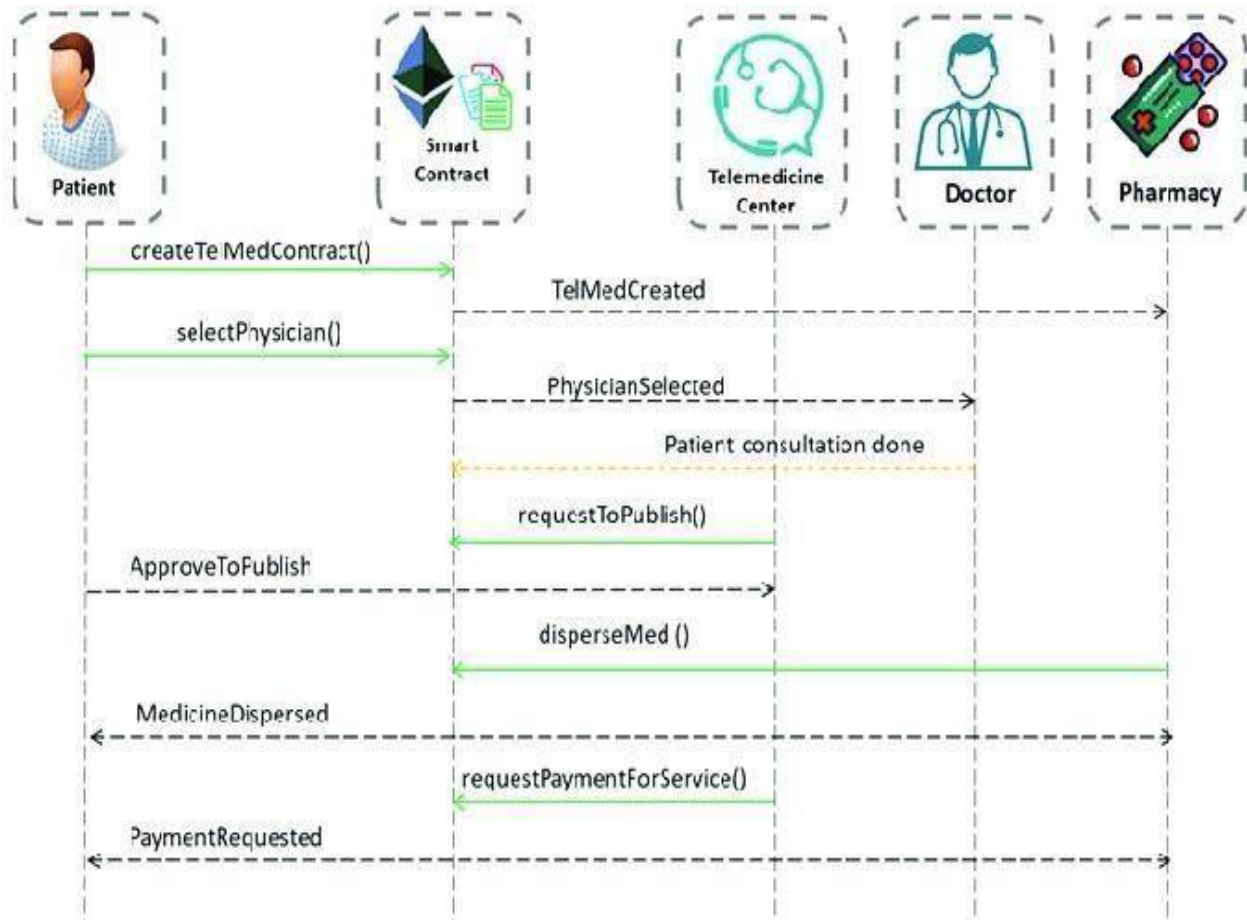 Patient
Smart
Contract
Telemedicine
Center
Doctor
Pharmacy
createTelMedContract()
TelMedCreated
selectPhysician()
PhysicianSelected
Patient consultation done
requestToPublish()
ApproveToPublish
disperseMed ()
MedicineDispersed
requestPaymentForService()
PaymentRequested